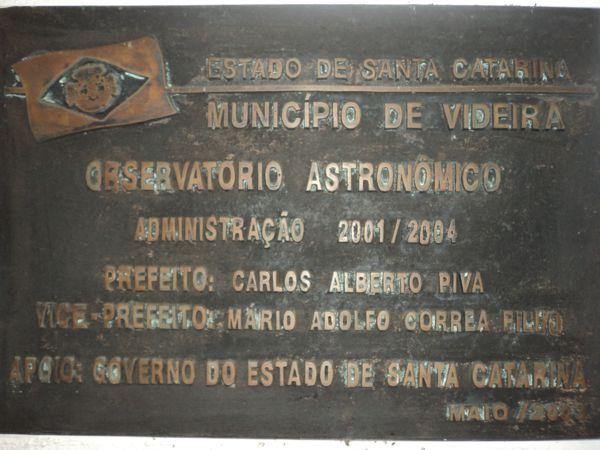 ESTADO DE SANTA CATARINA
MUNICÍPIO DE VIDEIRA
OBSERVATÓRIO ASTRONÔMICO
ADMINISTRAÇÃO 2001/2004
PREFEITO: CARLOS ALBERTO PIVA
VICE-PREFEITO: MÁRIO ADOLFO CORREA FILHO
APOIO: GOVERNO DO ESTADO DE SANTA CATARINA
MAIO